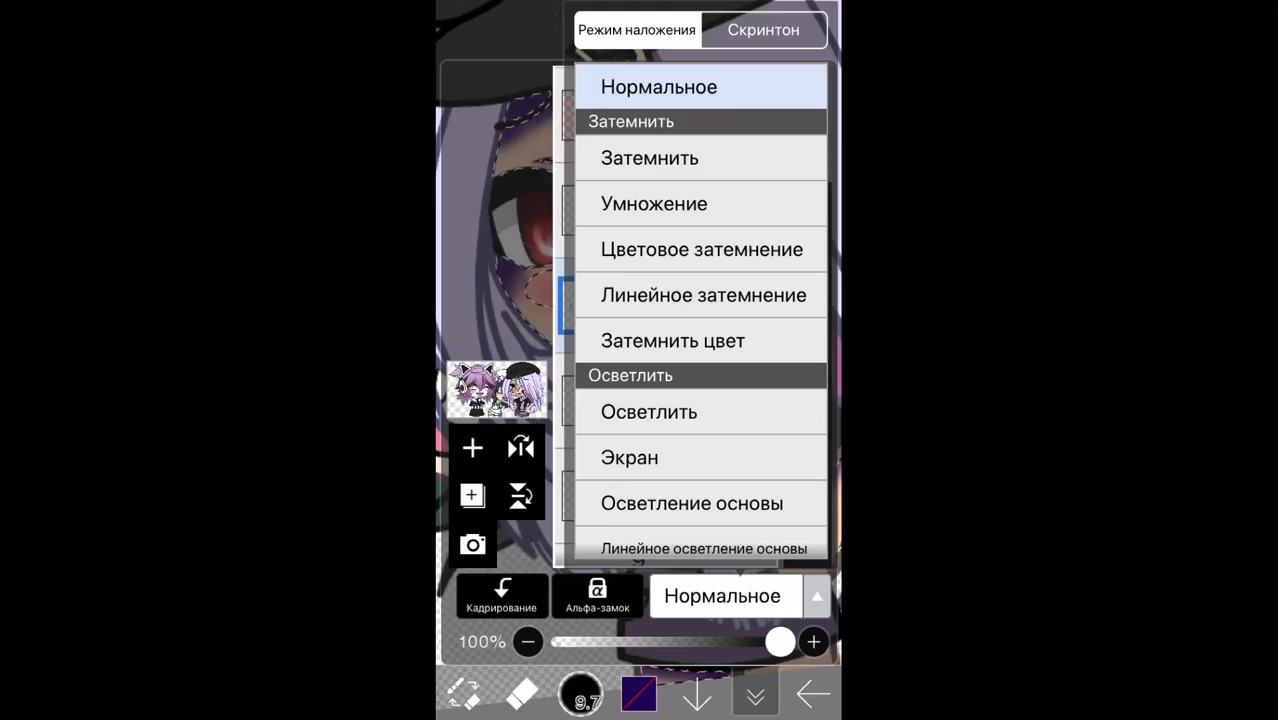 Режим наложения
Скринтон
Нормальное
Затемнить
Затемнить
Умножение
Цветовое затемнение
Линейное затемнение
Затемнить цвет
Осветлить
Осветлить
Экран
Осветление основы
Линейное осветление основы
Кадрирование
Альфа-замок
Нормальное
100%
9.7